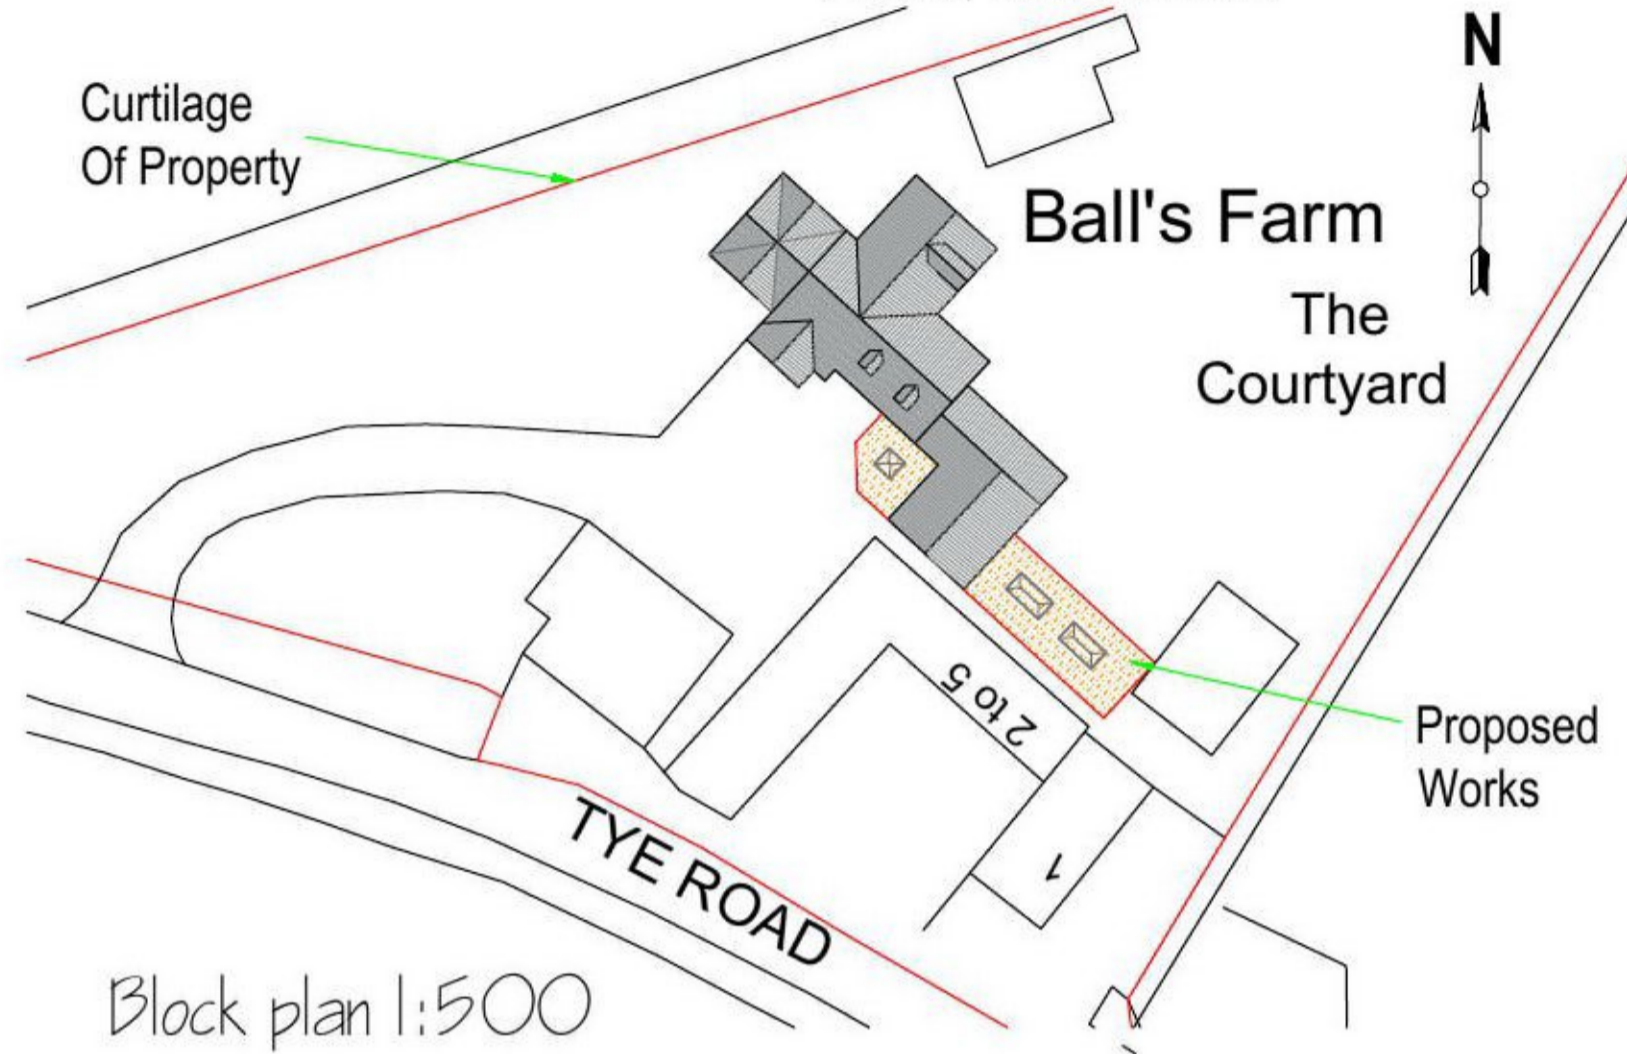 N
Curtilage
Of Property
Ball's Farm
The
Courtyard
2 to 5
Proposed
Works
1
TYE ROAD
Block plan 1:500